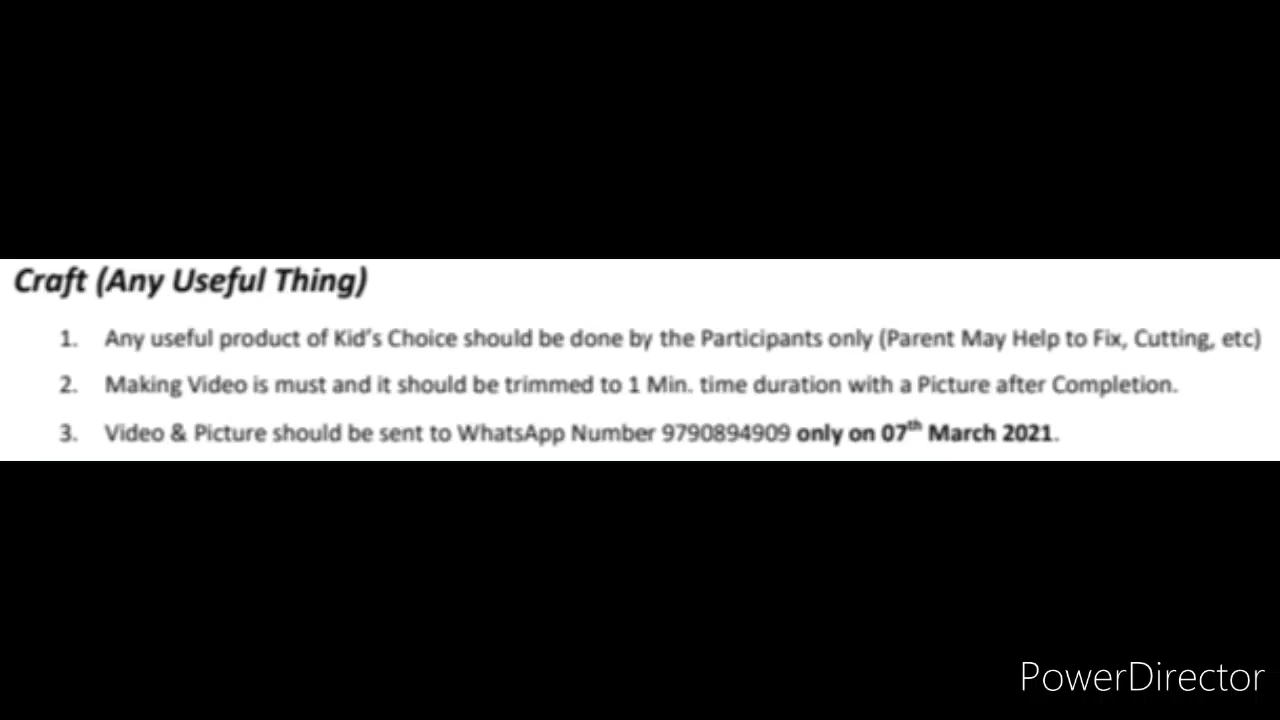 Craft (Any Useful Thing)
1. Any useful product of Kid's Choice should be done by the Participants only (Parent May Help to Fix, Cutting, etc)
2. Making Video is must and it should be trimmed to 1 Min. time duration with a Picture after Completion.
3. Video & Picture should be sent to WhatsApp Number 9790894909 only on 07th March 2021.
PowerDirector